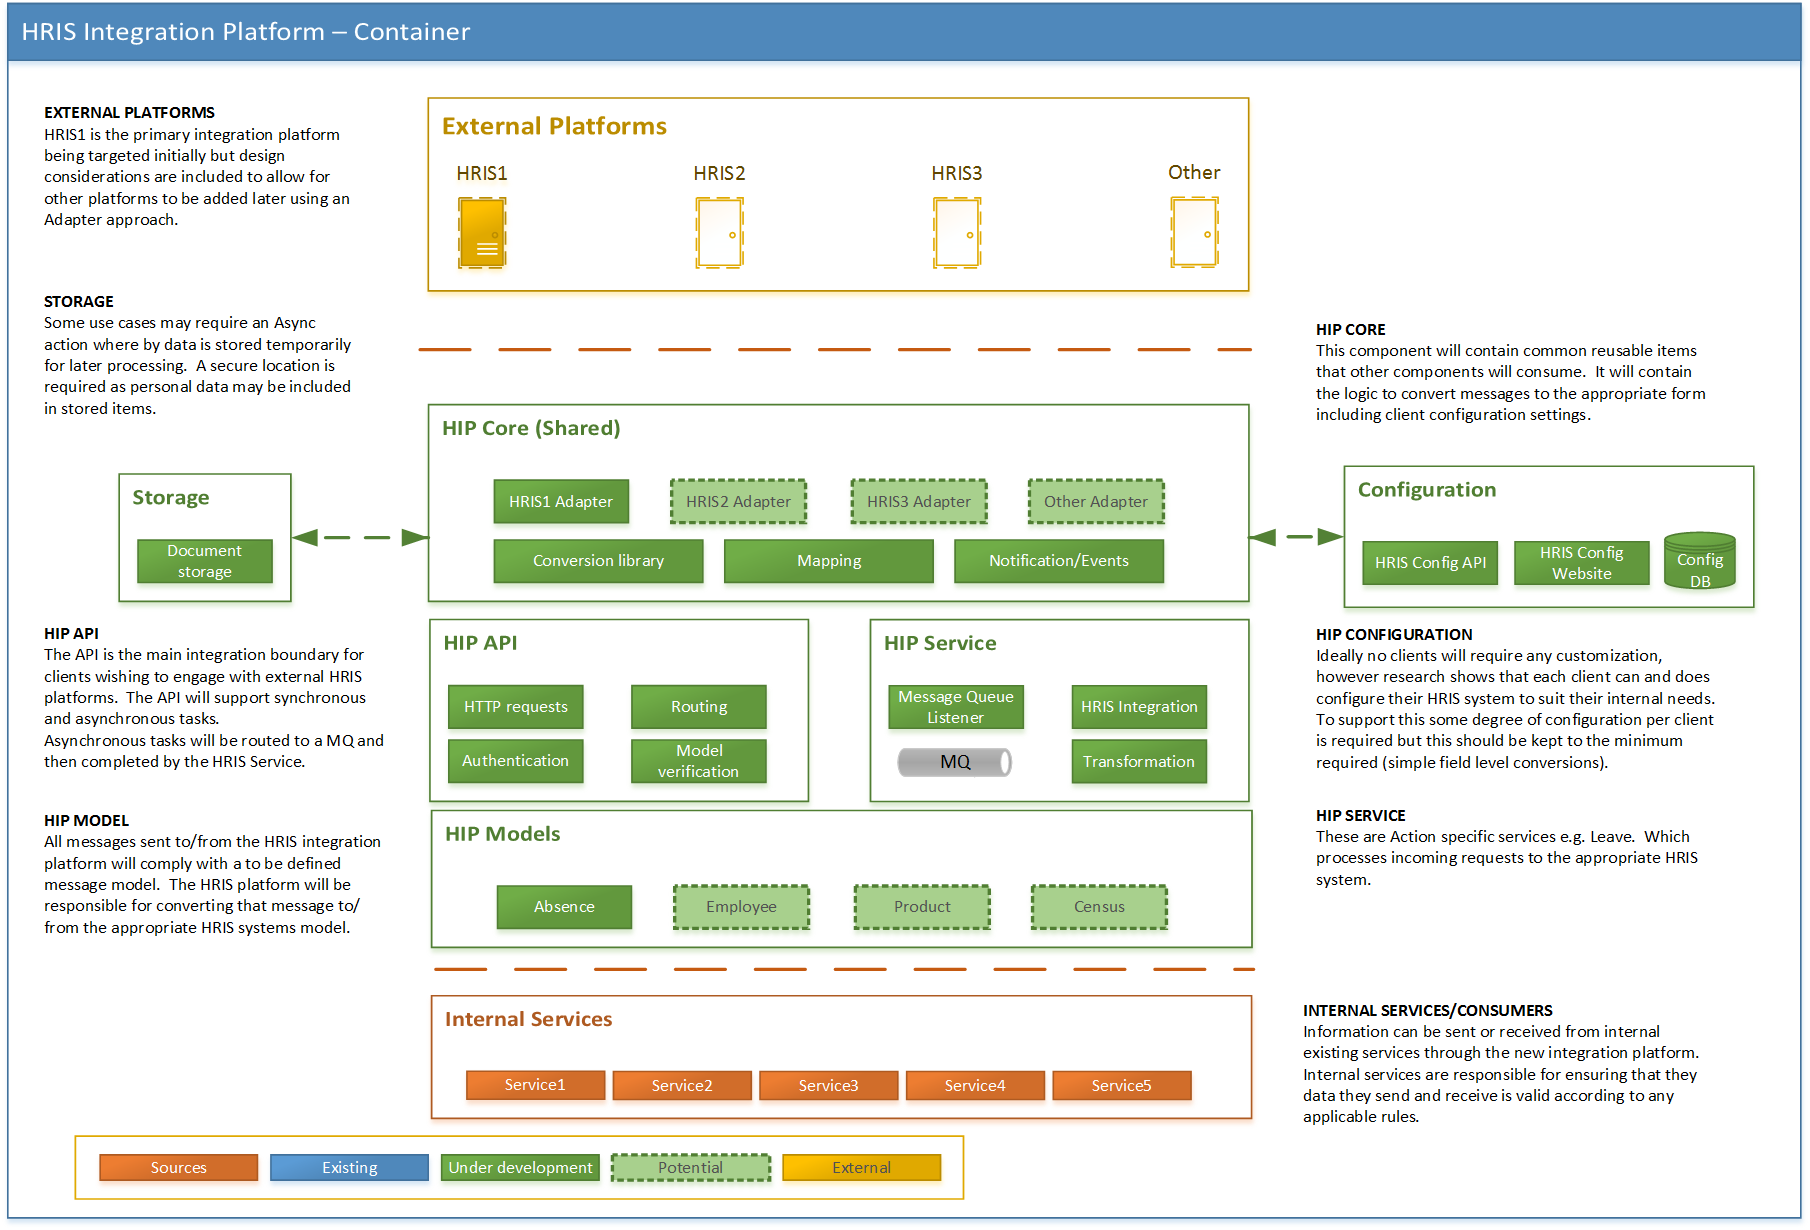 HRIS Integration Platform – Container
EXTERNAL PLATFORMS
HRIS1 is the primary integration platform
being targeted initially but design
considerations are included to allow for
other platforms to be added later using an
Adapter approach.
External Platforms
HRIS1
HRIS2
HRIS3
Other
STORAGE
Some use cases may require an Async
action where by data is stored temporarily
for later processing.  A secure location is
required as personal data may be included
in stored items.
HIP CORE
This component will contain common reusable items
that other components will consume.  It will contain
the logic to convert messages to the appropriate form
including client configuration settings.
HIP Core (Shared)
HRIS1 Adapter
HRIS2 Adapter
HRIS3 Adapter
Other Adapter
Conversion library
Mapping
Notification/Events
Storage
Document
storage
Configuration
HRIS Config API
HRIS Config
Website
Config
DB
HIP API
The API is the main integration boundary for
clients wishing to engage with external HRIS
platforms.  The API will support synchronous
and asynchronous tasks.
Asynchronous tasks will be routed to a MQ and
then completed by the HRIS Service.
HIP API
HTTP requests
Routing
Authentication
Model
verification
HIP Service
Message Queue
Listener
HRIS Integration
MQ
Transformation
HIP CONFIGURATION
Ideally no clients will require any customization,
however research shows that each client can and does
configure their HRIS system to suit their internal needs.
To support this some degree of configuration per client
is required but this should be kept to the minimum
required (simple field level conversions).
HIP MODEL
All messages sent to/from the HRIS integration
platform will comply with a to be defined
message model.  The HRIS platform will be
responsible for converting that message to/
from the appropriate HRIS systems model.
HIP Models
Absence
Employee
Product
Census
HIP SERVICE
These are Action specific services e.g. Leave.  Which
processes incoming requests to the appropriate HRIS
system.
Internal Services
Service1
Service2
Service3
Service4
Service5
INTERNAL SERVICES/CONSUMERS
Information can be sent or received from internal
existing services through the new integration platform.
Internal services are responsible for ensuring that they
data they send and receive is valid according to any
applicable rules.
Sources
Existing
Under development
Potential
External